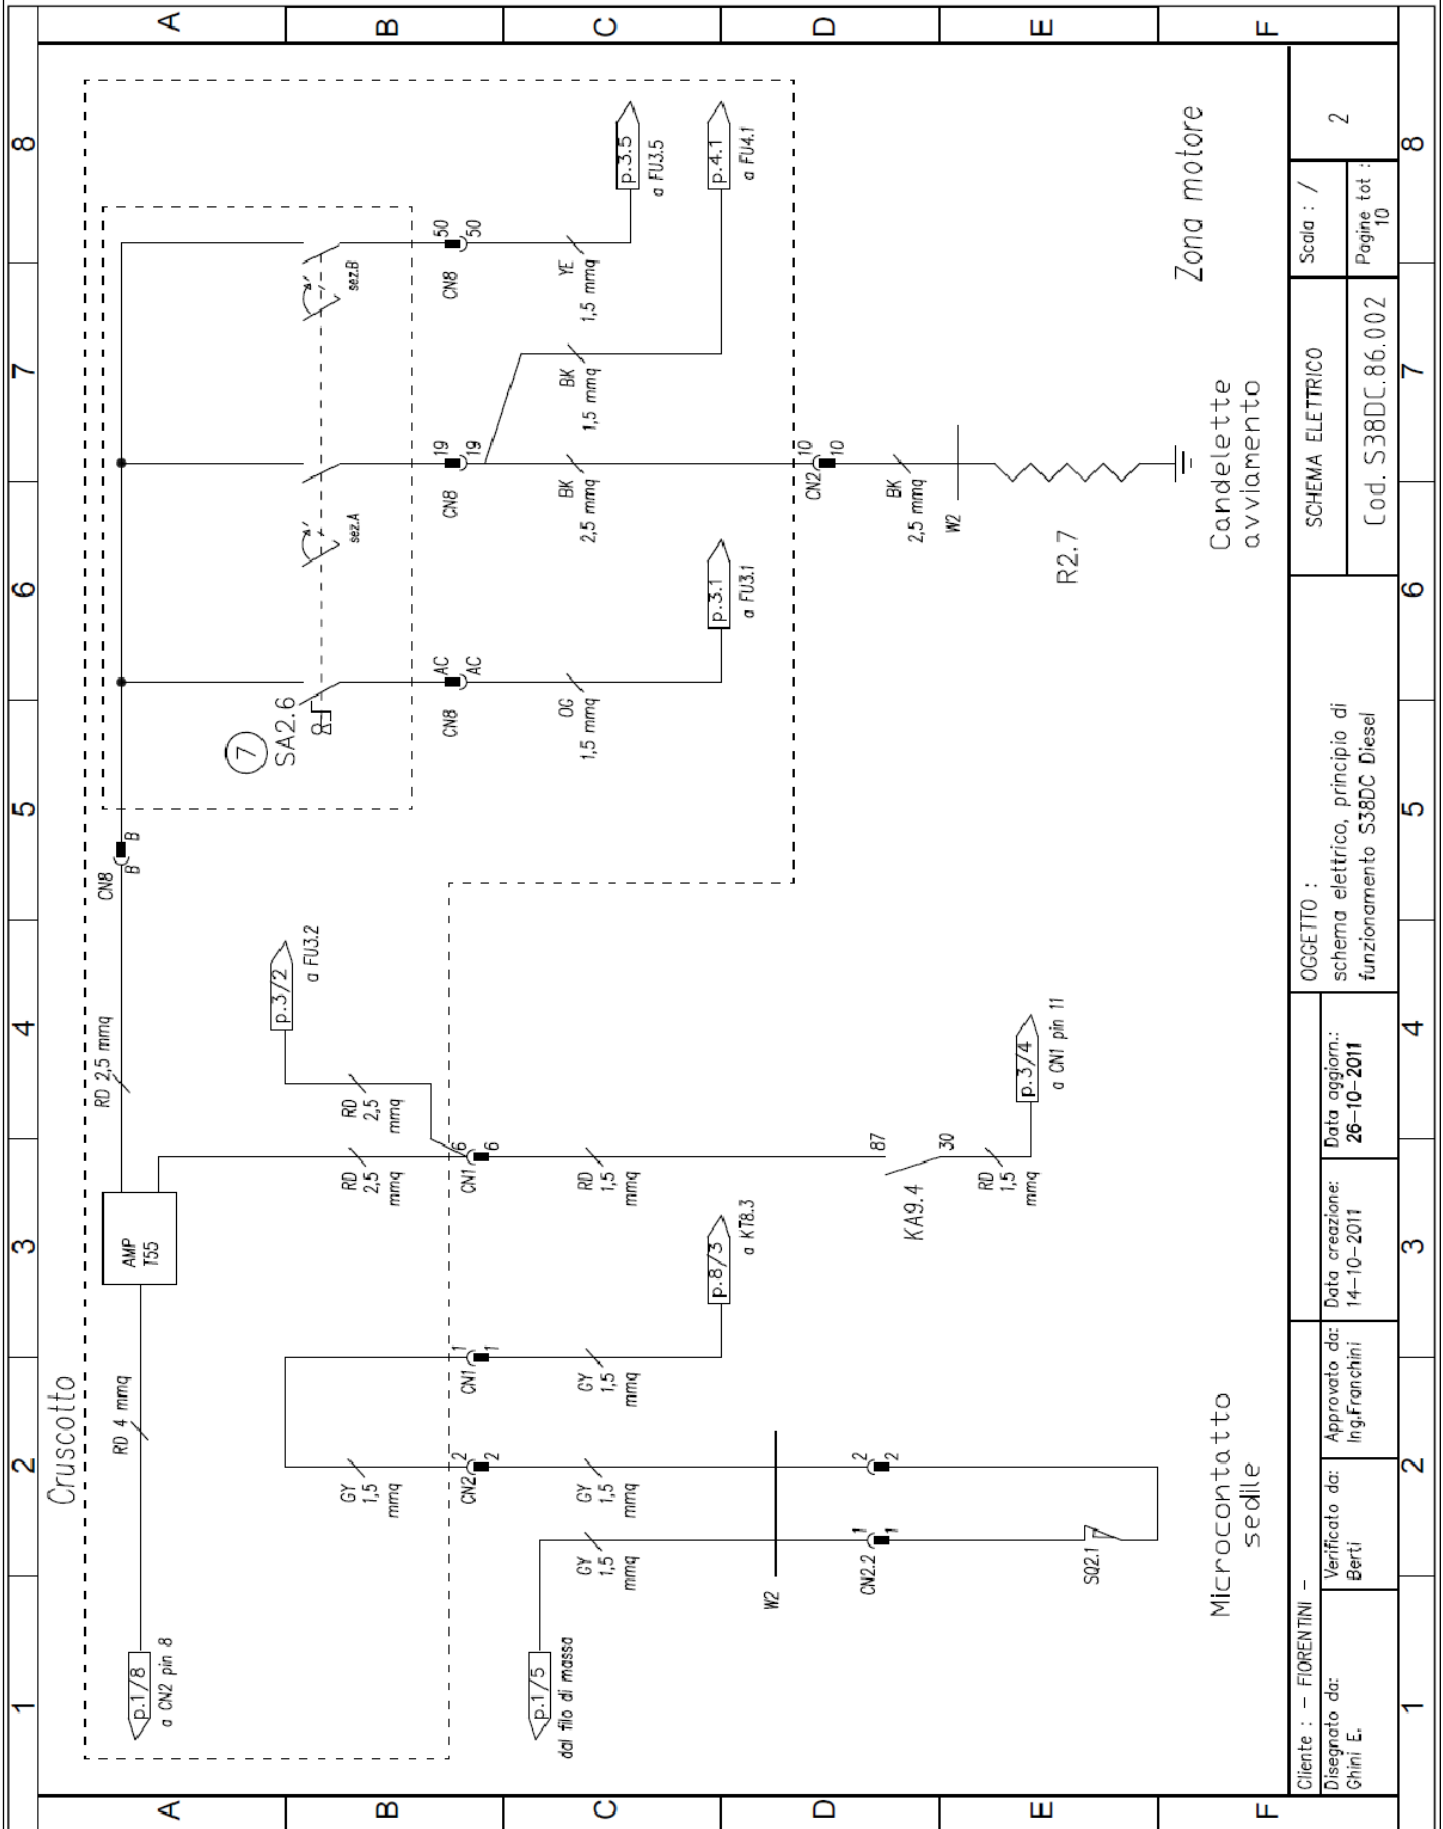 1
2
3
4
5
6
7
8
A
B
C
D
E
F
Cruscotto
p.1/8
a CN2 pin 8
RD 4 mmq
AMP
T55
RD 2,5 mmq
CN8
B
B
7
SA2.6
sez.A
sez.B
RD
2,5
mmq
RD
2,5
mmq
p.3/2
a FU3.2
CN1
6
6
CN8
AC
AC
CN8
19
19
CN8
50
50
GY
1,5
mmq
CN2
2
2
CN1
1
1
p.1/5
dal filo di massa
GY
1,5
mmq
GY
1,5
mmq
GY
1,5
mmq
RD
1,5
mmq
OG
1,5 mmq
BK
2,5 mmq
BK
1,5 mmq
YE
1,5 mmq
p.3.5
a FU3.5
p.8/3
a KT8.3
p.3.1
a FU3.1
p.4.1
a FU4.1
W2
CN2.2
1
1
2
2
87
KA9.4
30
CN2
10
10
BK
2,5 mmq
W2
RD
1,5
mmq
p.3/4
a CN1 pin 11
SQ2.1
R2.7
Microcontatto
sedile
Candelette
avviamento
Zona motore
Cliente : - FIORENTINI -
Disegnato da:
Ghini E.
Verificato da:
Berti
Approvato da:
Ing.Franchini
Data creazione:
14-10-2011
Data aggiorn.:
26-10-2011
OGGETTO :
schema elettrico, principio di
funzionamento S38DC Diesel
SCHEMA ELETTRICO
Cod. S38DC.86.002
Scala : /
Pagine tot :
10
2
A
B
C
D
E
F
1
2
3
4
5
6
7
8